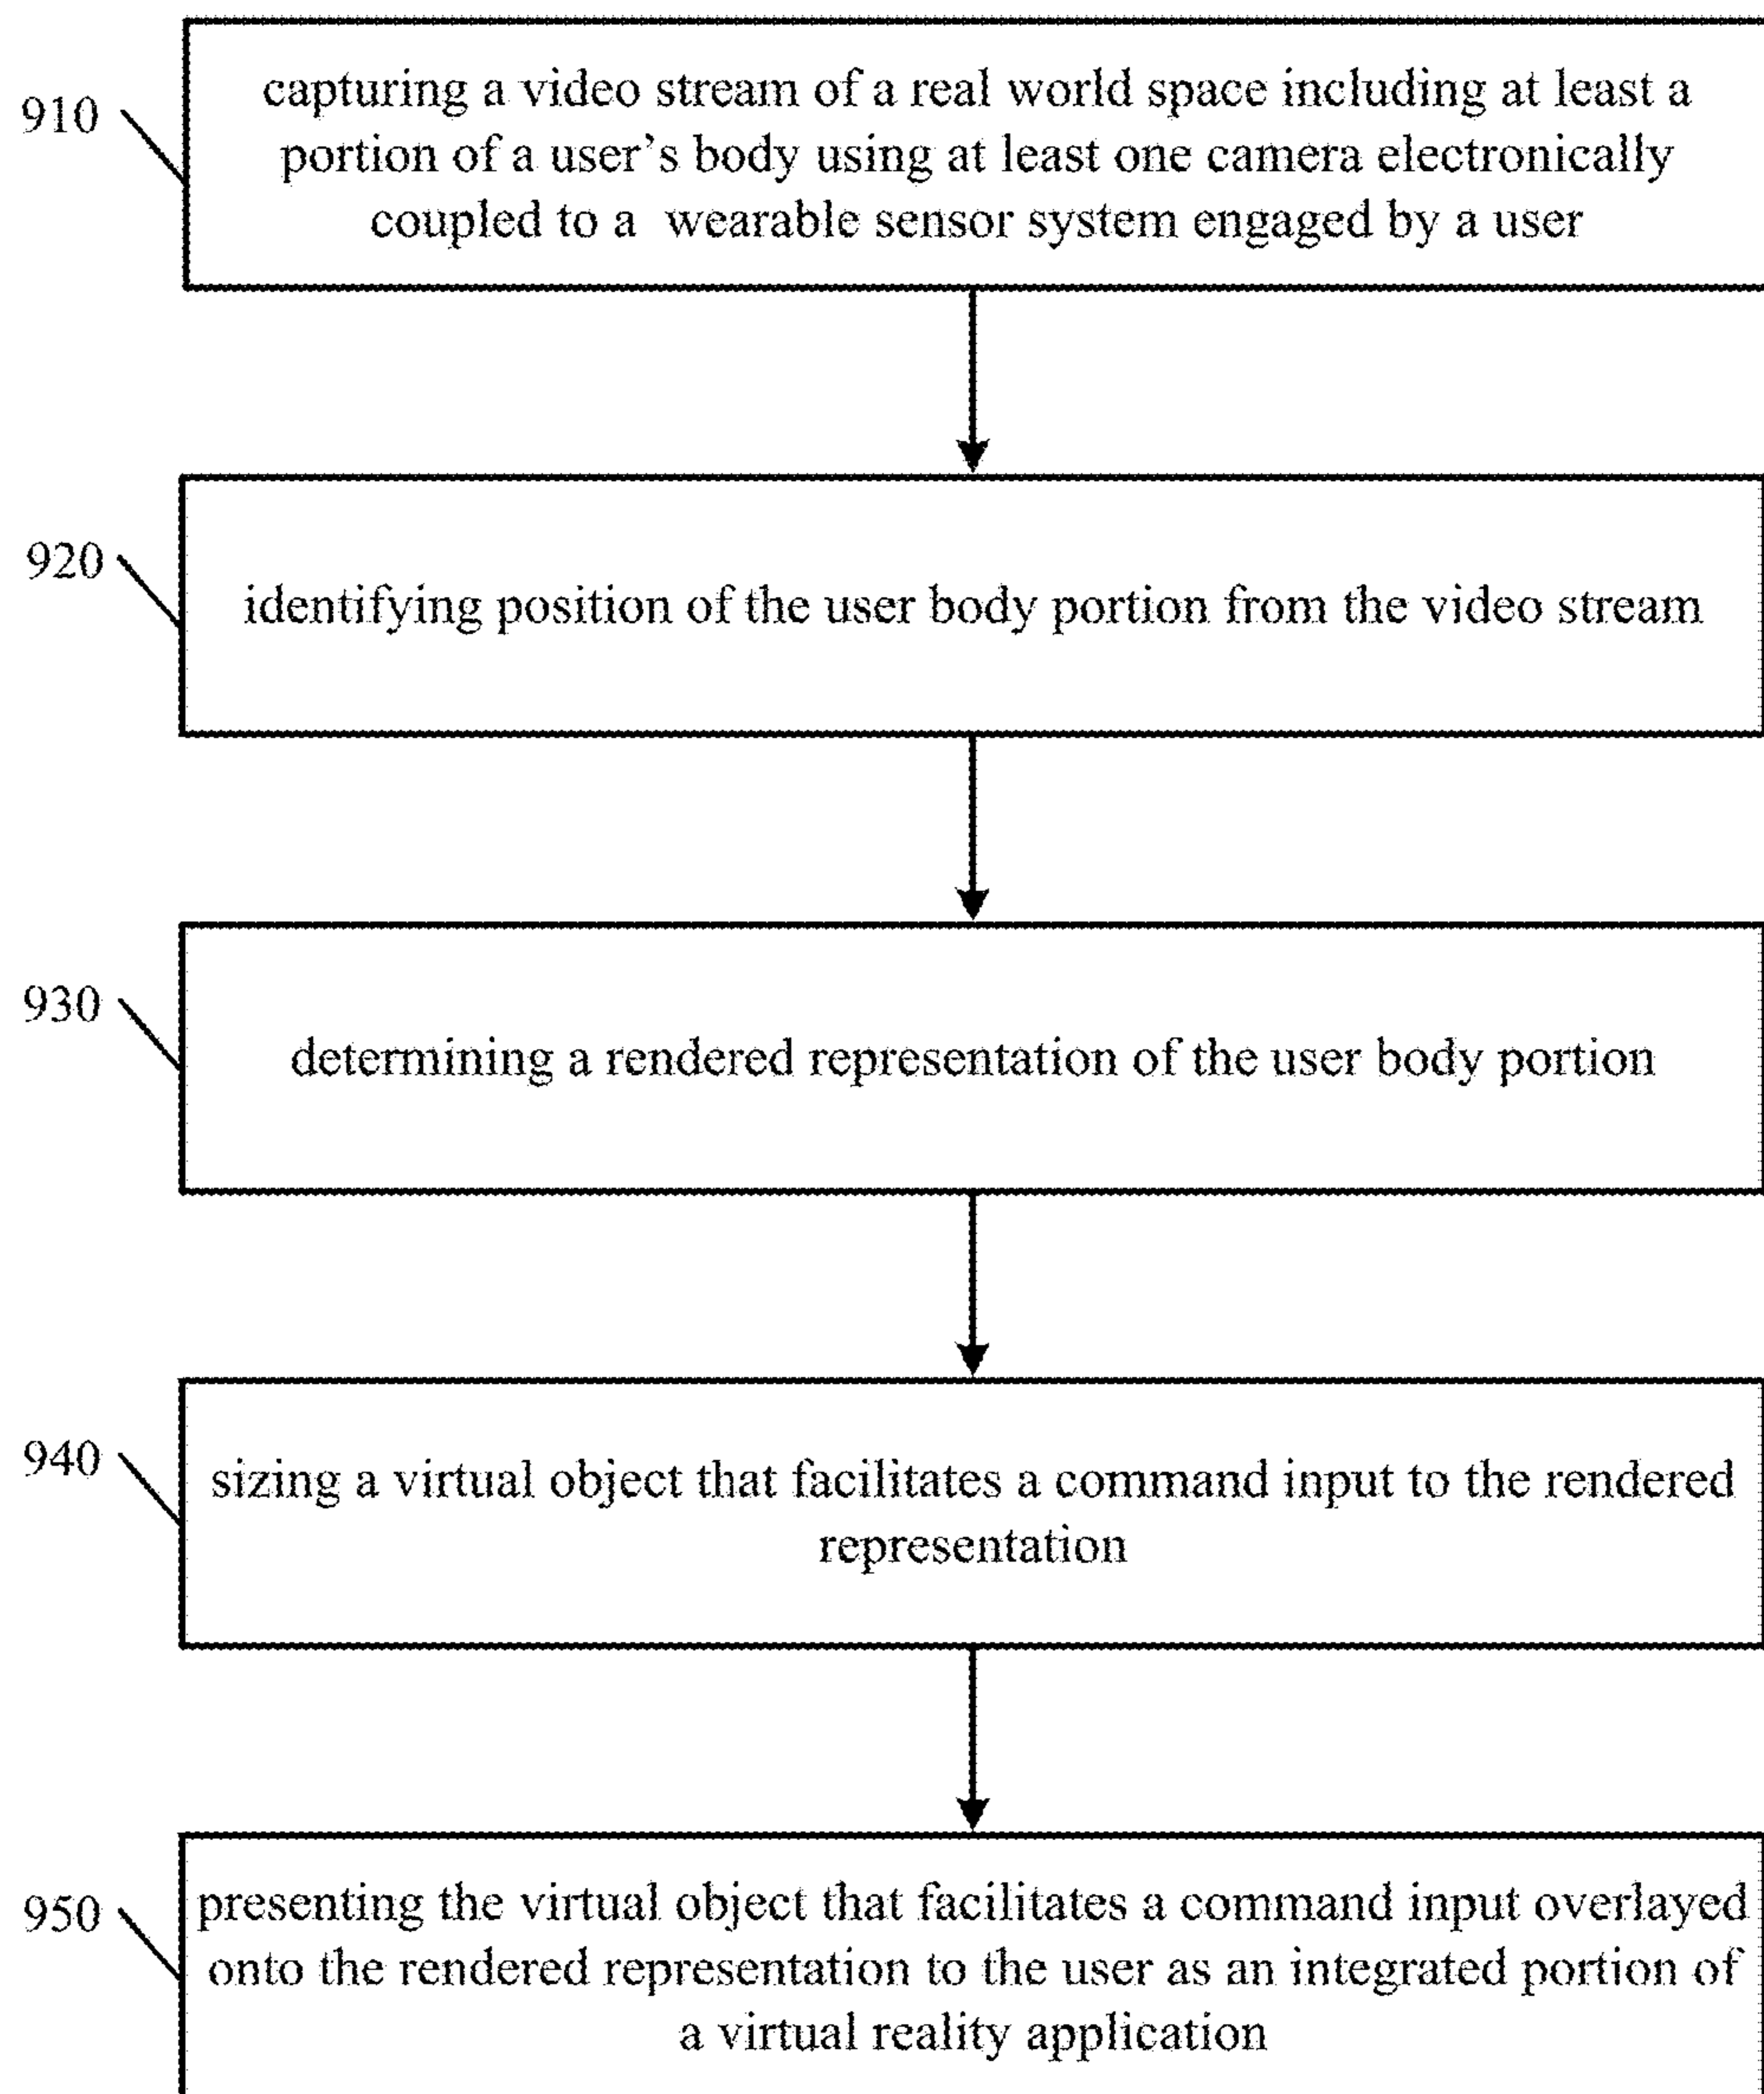 910
capturing a video stream of a real world space including at least a
portion of a user's body using at least one camera electronically
coupled to a wearable sensor system engaged by a user
920
identifying position of the user body portion from the video stream
930
determining a rendered representation of the user body portion
940
sizing a virtual object that facilitates a command input to the rendered
representation
950
presenting the virtual object that facilitates a command input overlayed
onto the rendered representation to the user as an integrated portion of
a virtual reality application